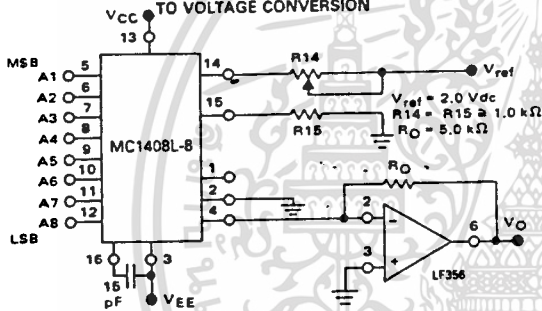 TO VOLTAGE CONVERSION
VCC
13
MSB
A1 5
A2 6
A3 7
A4 8
A5 9
A6 10
A7 11
A8 12
LSB
MC1408L-8
14
15
1
2
4
16
3
15
pF
VEE
R14
R15
Vref
Vref = 2.0 Vdc
R14 = R15 ≅ 1.0 kΩ
RO = 5.0 kΩ
RO
2
3
6
VO
LF356